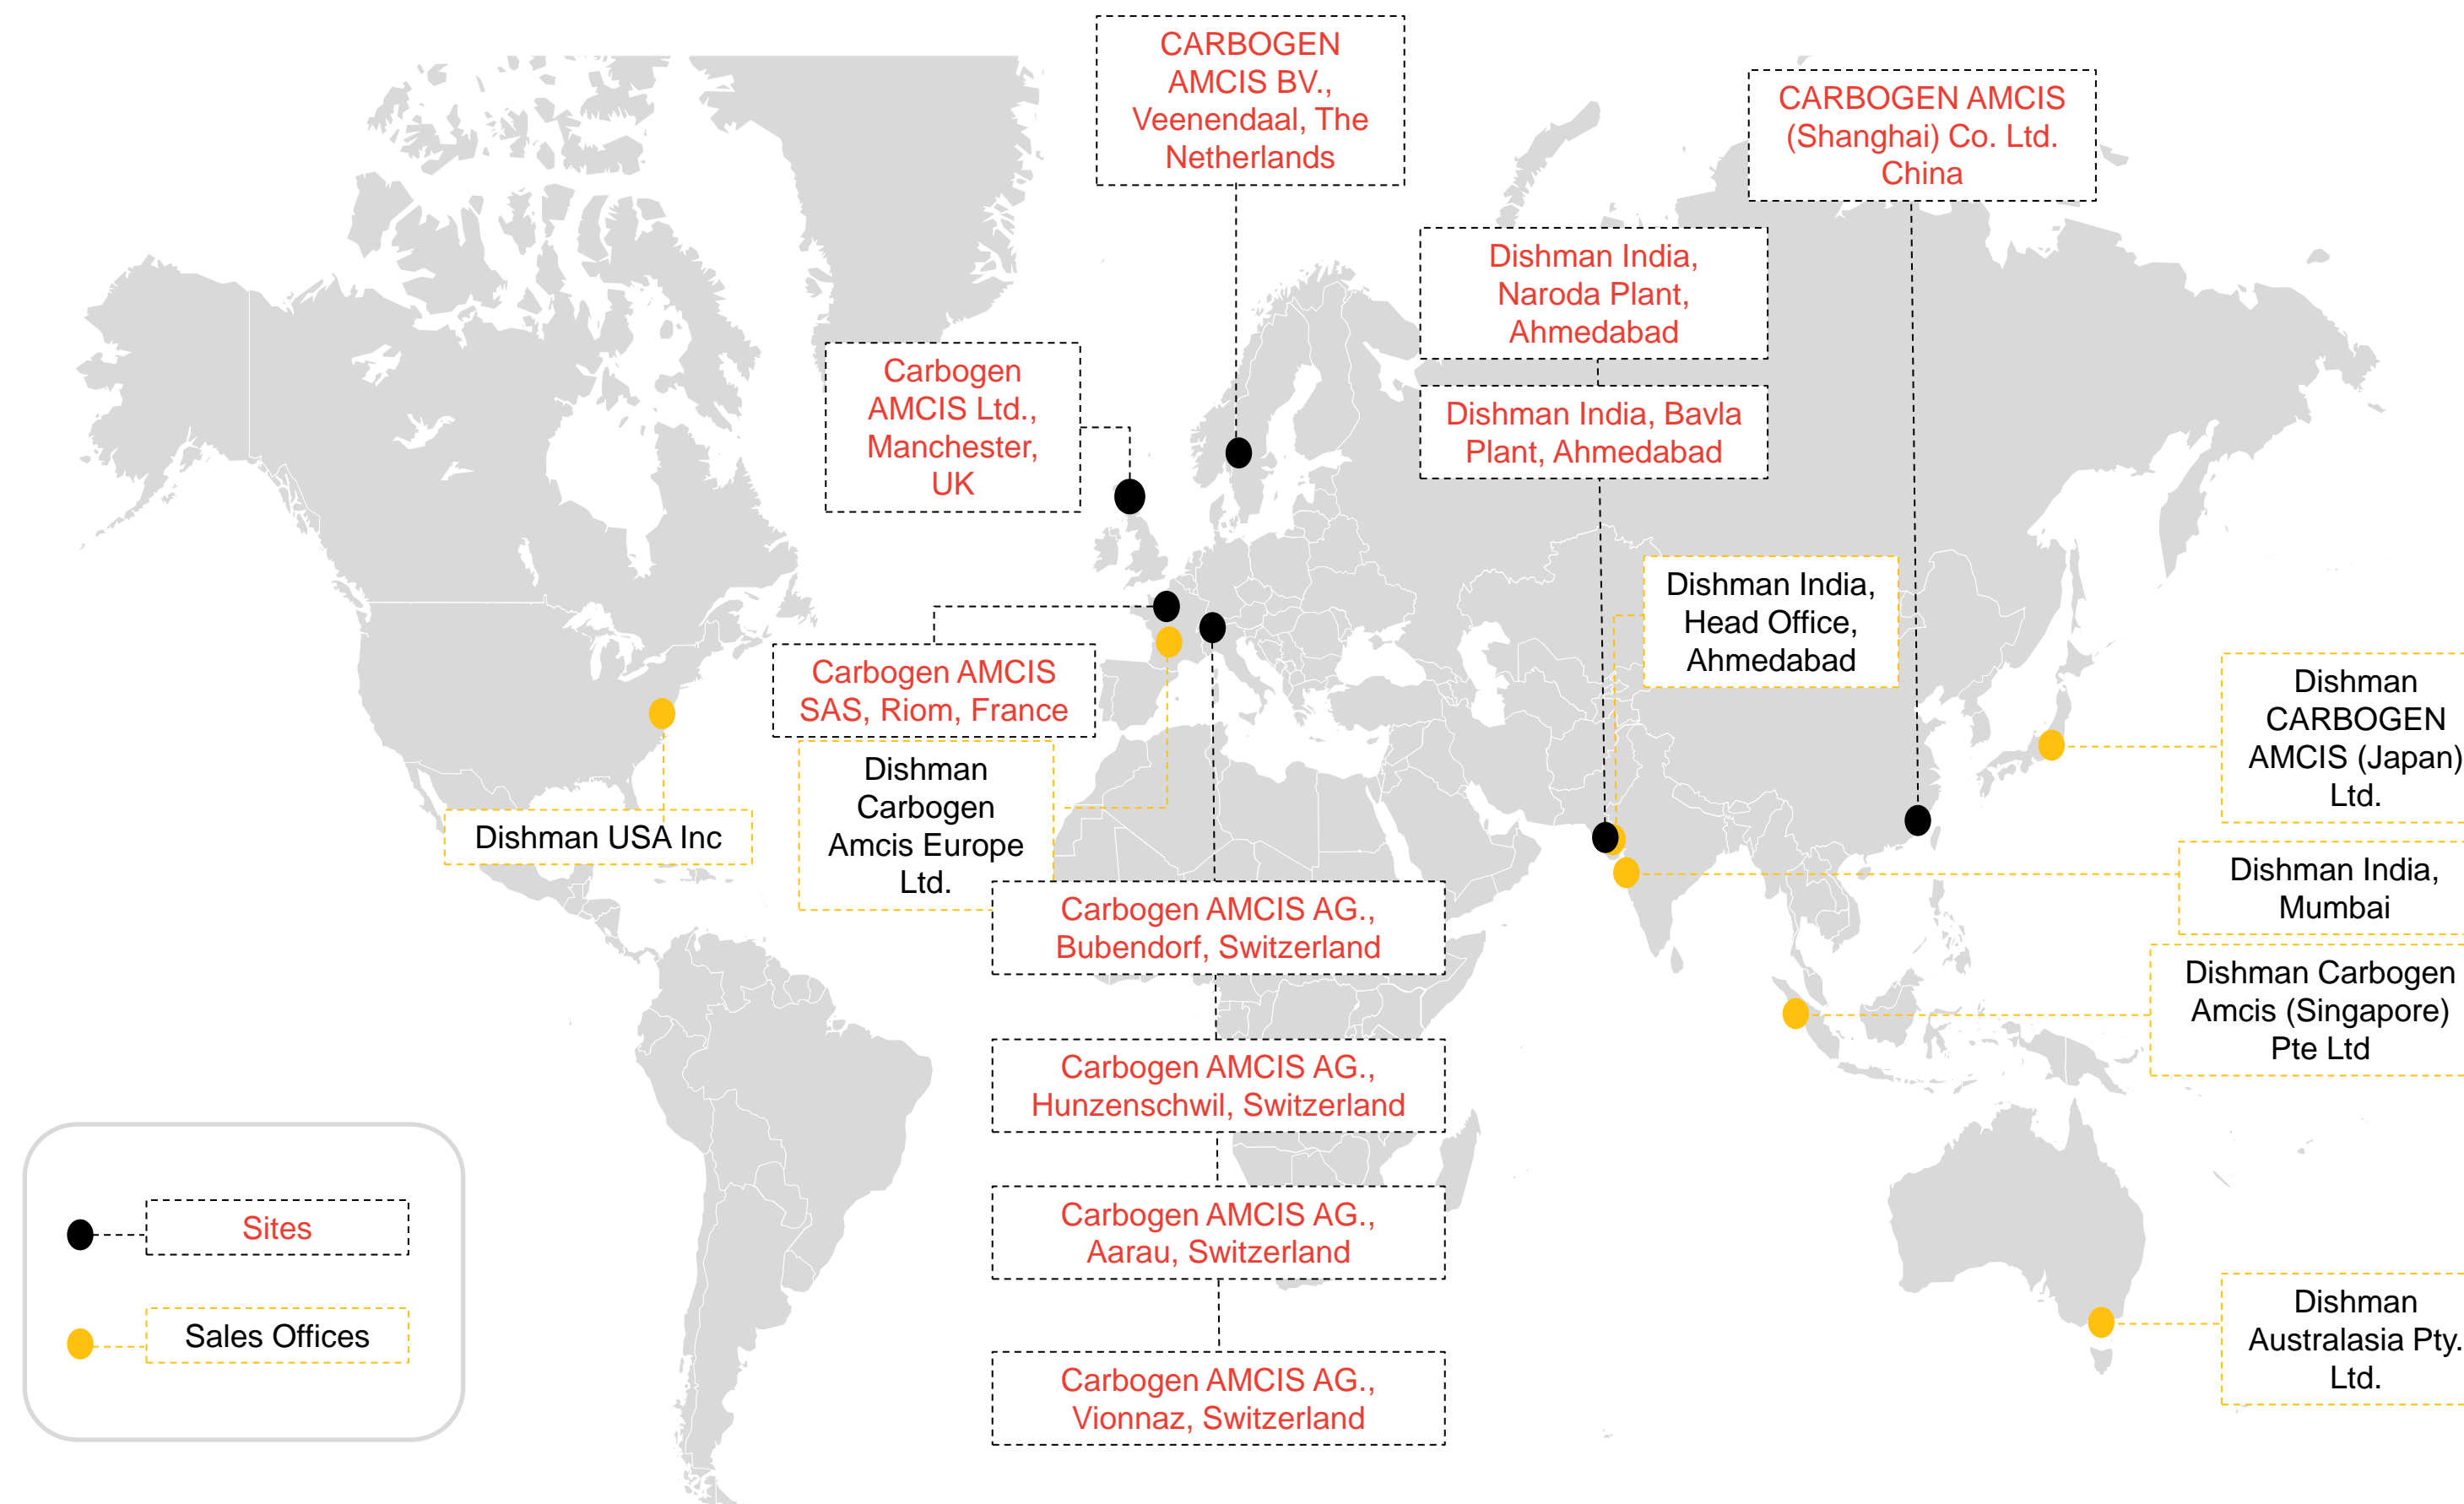 CARBOGEN
AMCIS BV.,
Veenendaal, The
Netherlands
CARBOGEN AMCIS
(Shanghai) Co. Ltd.
China
Dishman India,
Naroda Plant,
Ahmedabad
Carbogen
AMCIS Ltd.,
Manchester,
UK
Dishman India, Bavla
Plant, Ahmedabad
Dishman India,
Head Office,
Ahmedabad
Carbogen AMCIS
SAS, Riom, France
Dishman
CARBOGEN
AMCIS (Japan)
Ltd.
Dishman
Carbogen
Amcis Europe
Ltd.
Dishman USA Inc
Dishman India,
Mumbai
Carbogen AMCIS AG.,
Bubendorf, Switzerland
Dishman Carbogen
Amcis (Singapore)
Pte Ltd
Carbogen AMCIS AG.,
Hunzenschwil, Switzerland
Carbogen AMCIS AG.,
Aarau, Switzerland
Sites
Sales Offices
Dishman
Australasia Pty.
Ltd.
Carbogen AMCIS AG.,
Vionnaz, Switzerland